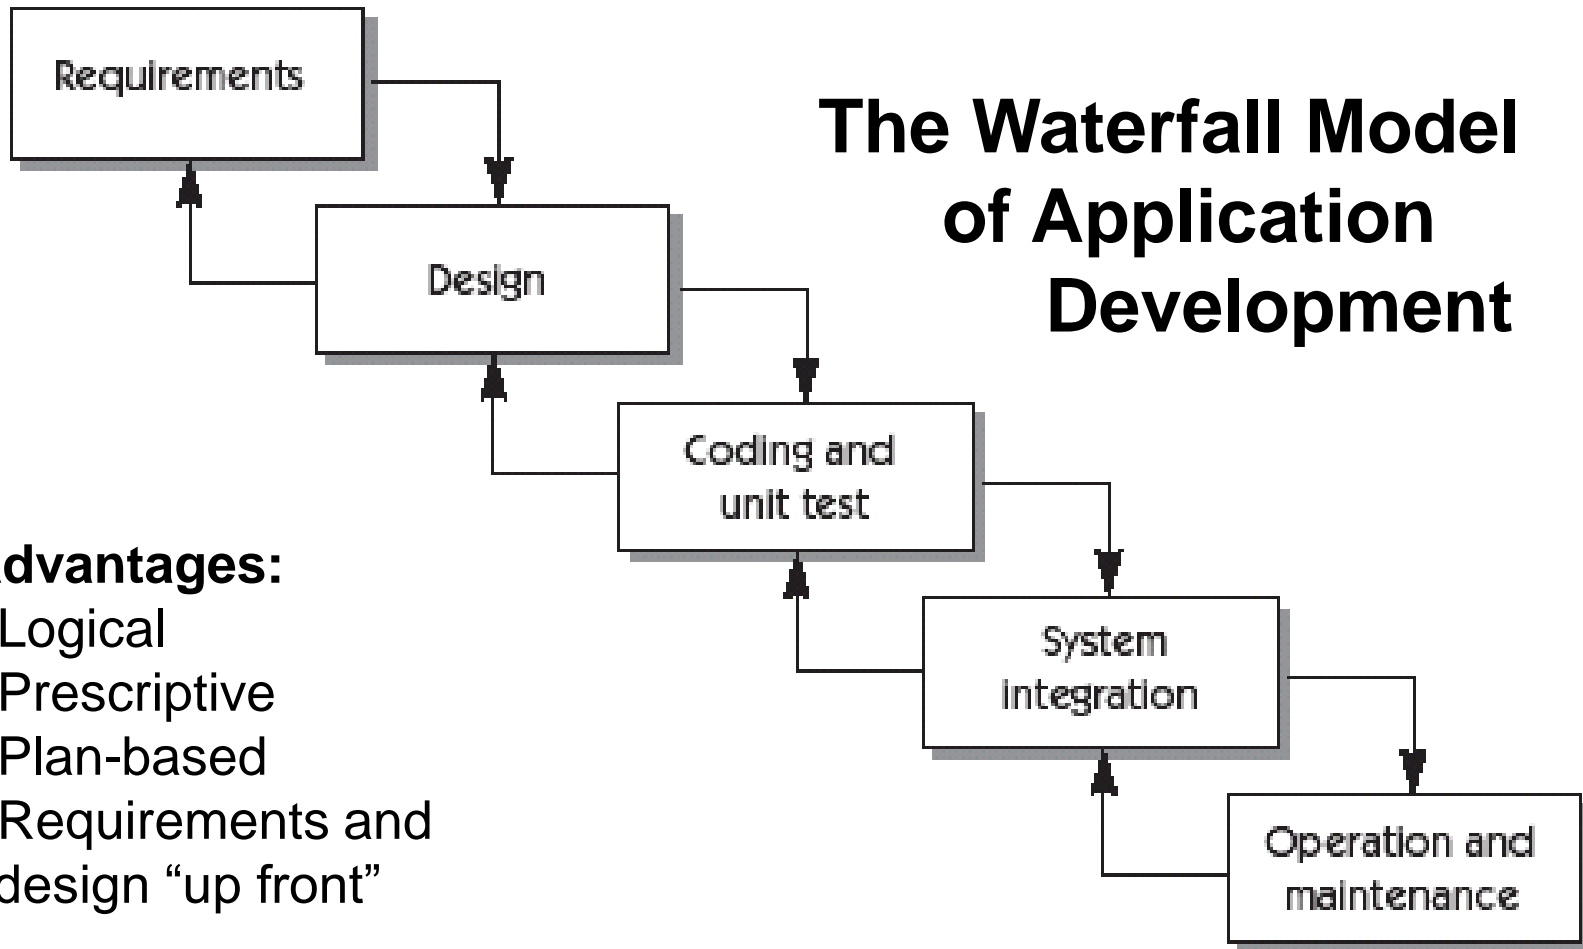 Requirements
The Waterfall Model
of Application
Development
Design
Coding and
unit test
Advantages:
Logical
Prescriptive
Plan-based
Requirements and
design “up front”
System
integration
Operation and
maintenance